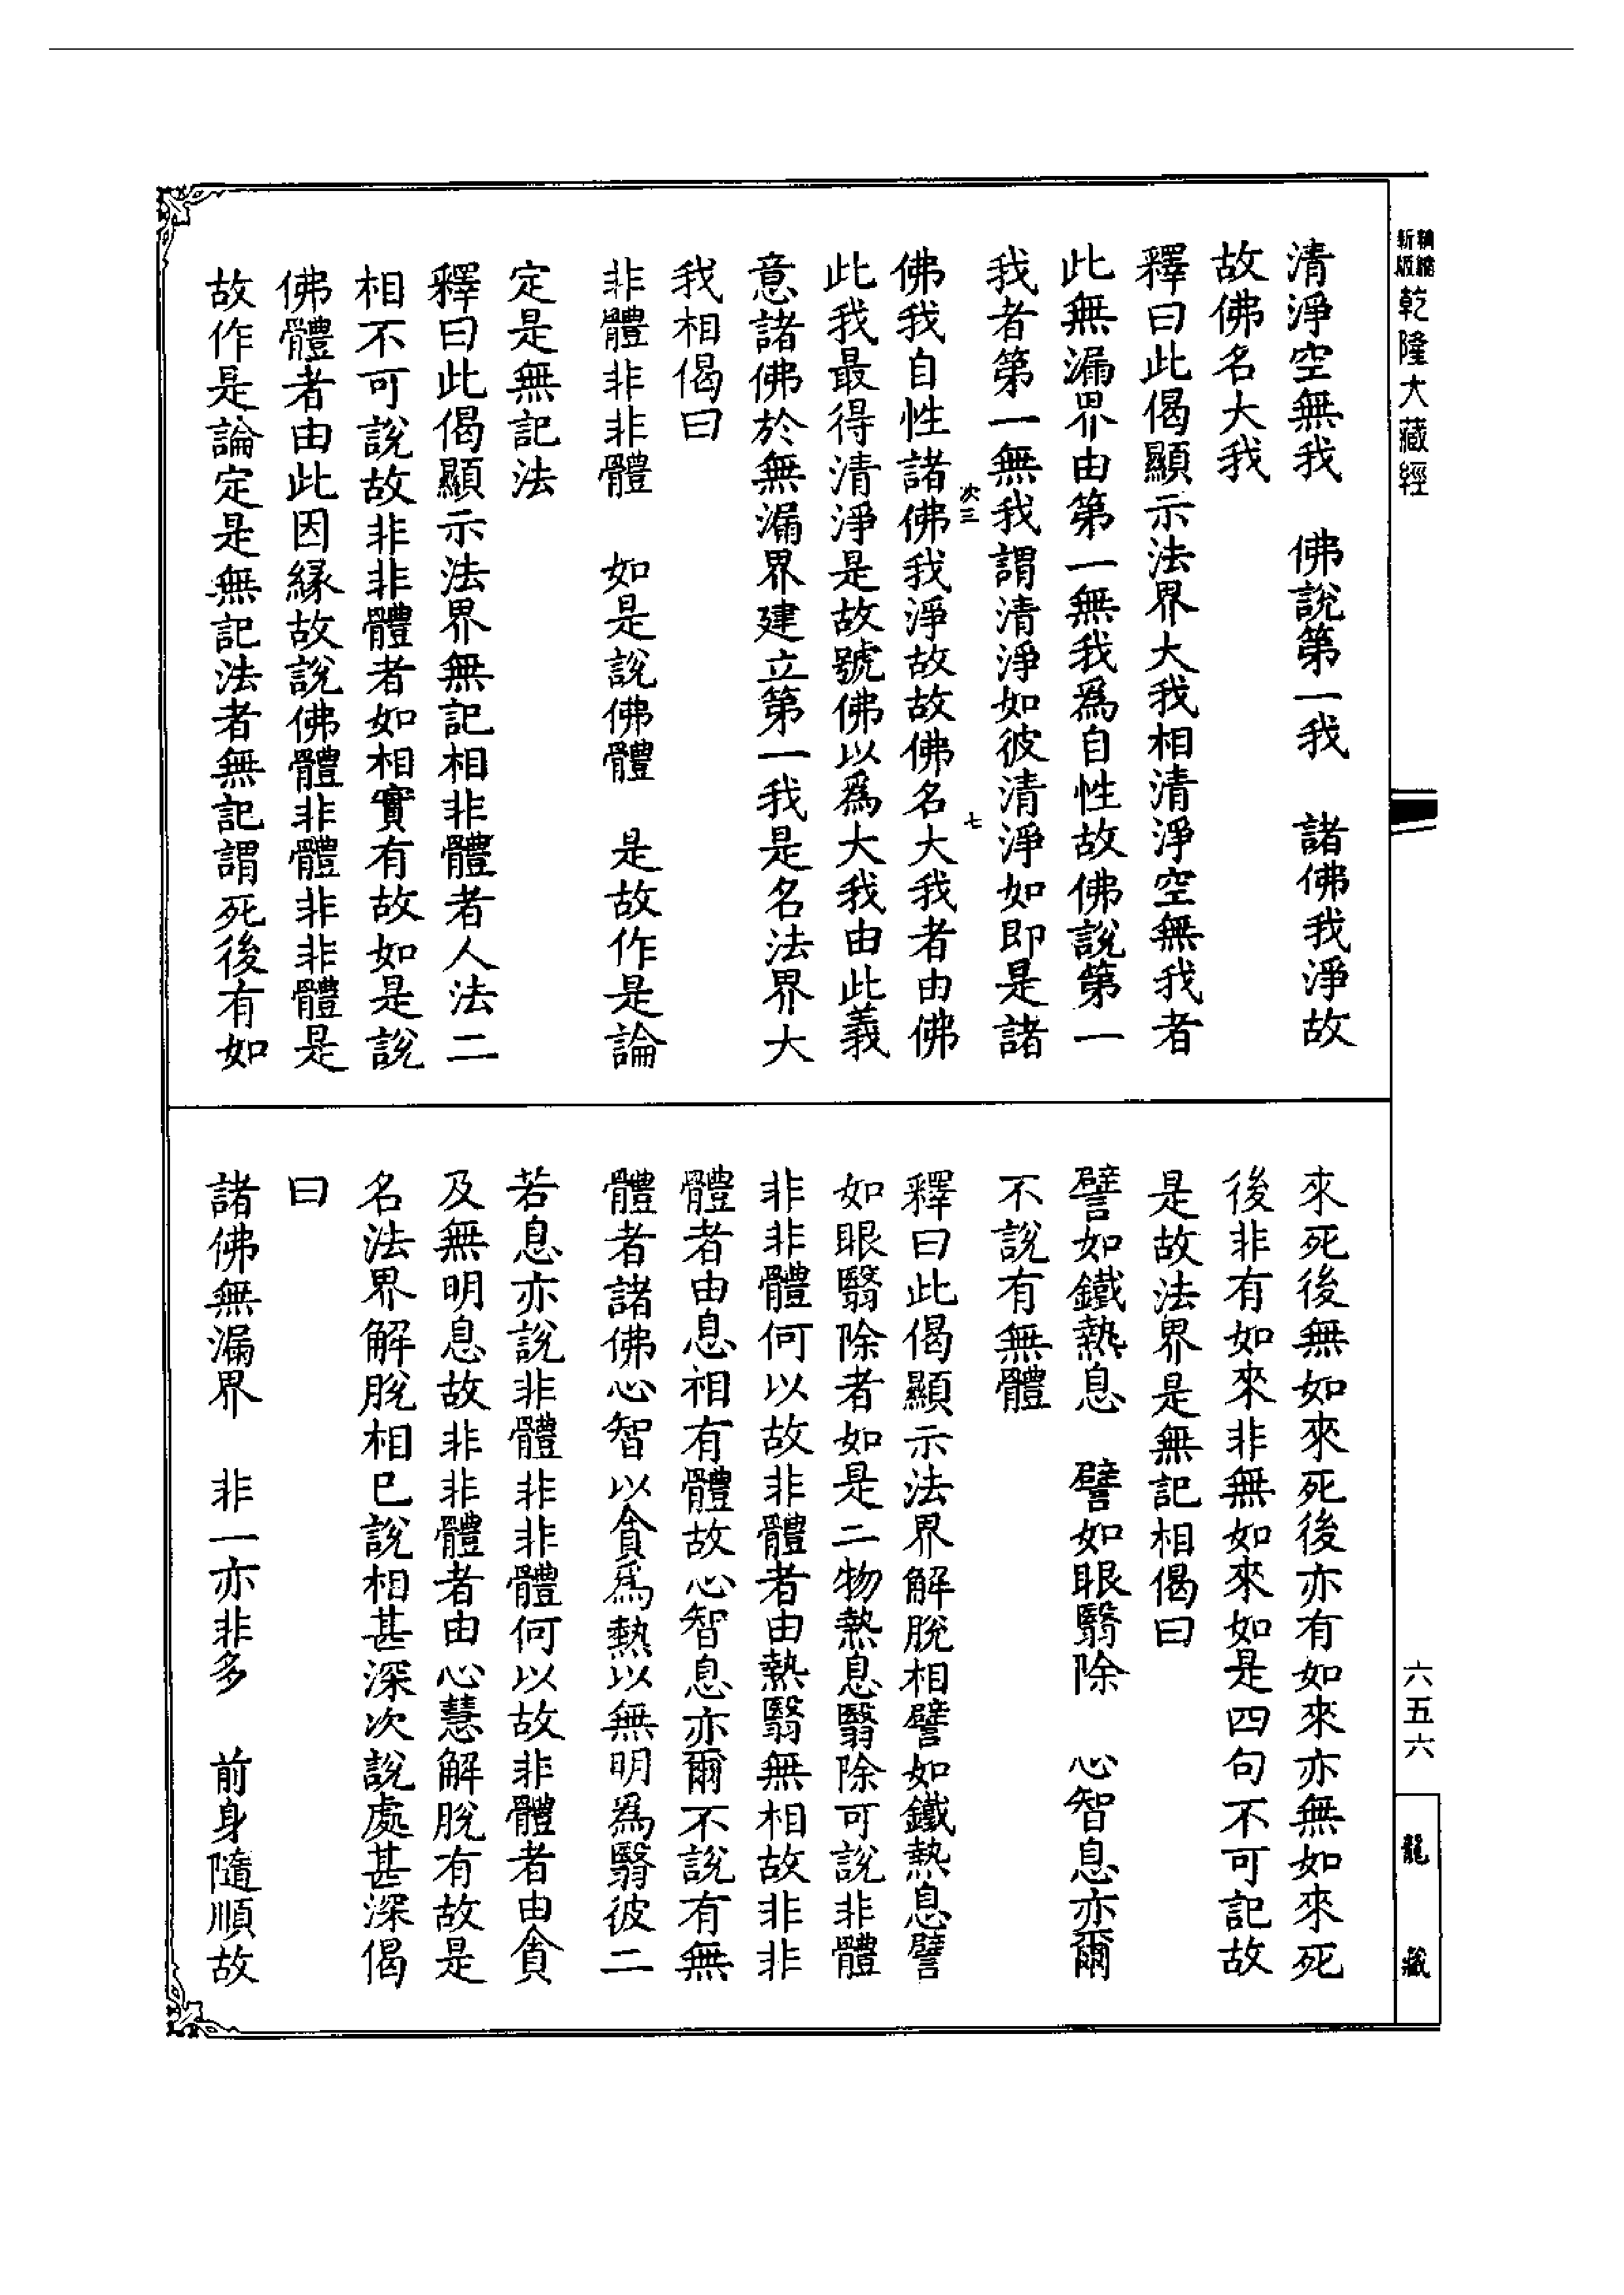 精縮新版乾隆大藏經
清淨空無我　佛說第一我　諸佛我淨故
故佛名大我
釋曰此偈顯示法界大我相清淨空無我者
此無漏界由第一無我爲自性故佛說第一
我者第一無我謂清淨如彼清淨如即是諸
次三　七
佛我自性諸佛我淨故故佛名大我者由佛
此我最得清淨是故號佛以爲大我由此義
意諸佛於無漏界建立第一我是名法界大
我相偈曰
非體非非體　如是說佛體　是故作是論
定是無記法
釋曰此偈顯示法界無記相非體者人法二
相不可說故非非體者如相實有故如是說
佛體者由此因緣故說佛體非體非非體是
故作是論定是無記法者無記謂死後有如
來死後無如來死後亦有如來亦無如來死
後非有如來非無如來如是四句不可記故
是故法界是無記相偈曰
譬如鐵熱息　譬如眼翳除　心智息亦爾
不說有無體
釋曰此偈顯示法界解脫相譬如鐵熱息譬
如眼翳除者如是二物熱息翳除可說非體
非非體何以故非體者由熱翳無相故非非
體者由息相有體故心智息亦爾不說有無
體者諸佛心智以貪爲熱以無明爲翳彼二
若息亦說非體非非體何以故非體者由貪
及無明息故非非體者由心慧解脫有故是
名法界解脫相已說相甚深次說處甚深偈
曰
諸佛無漏界　非一亦非多　前身隨順故
六五六
龍藏